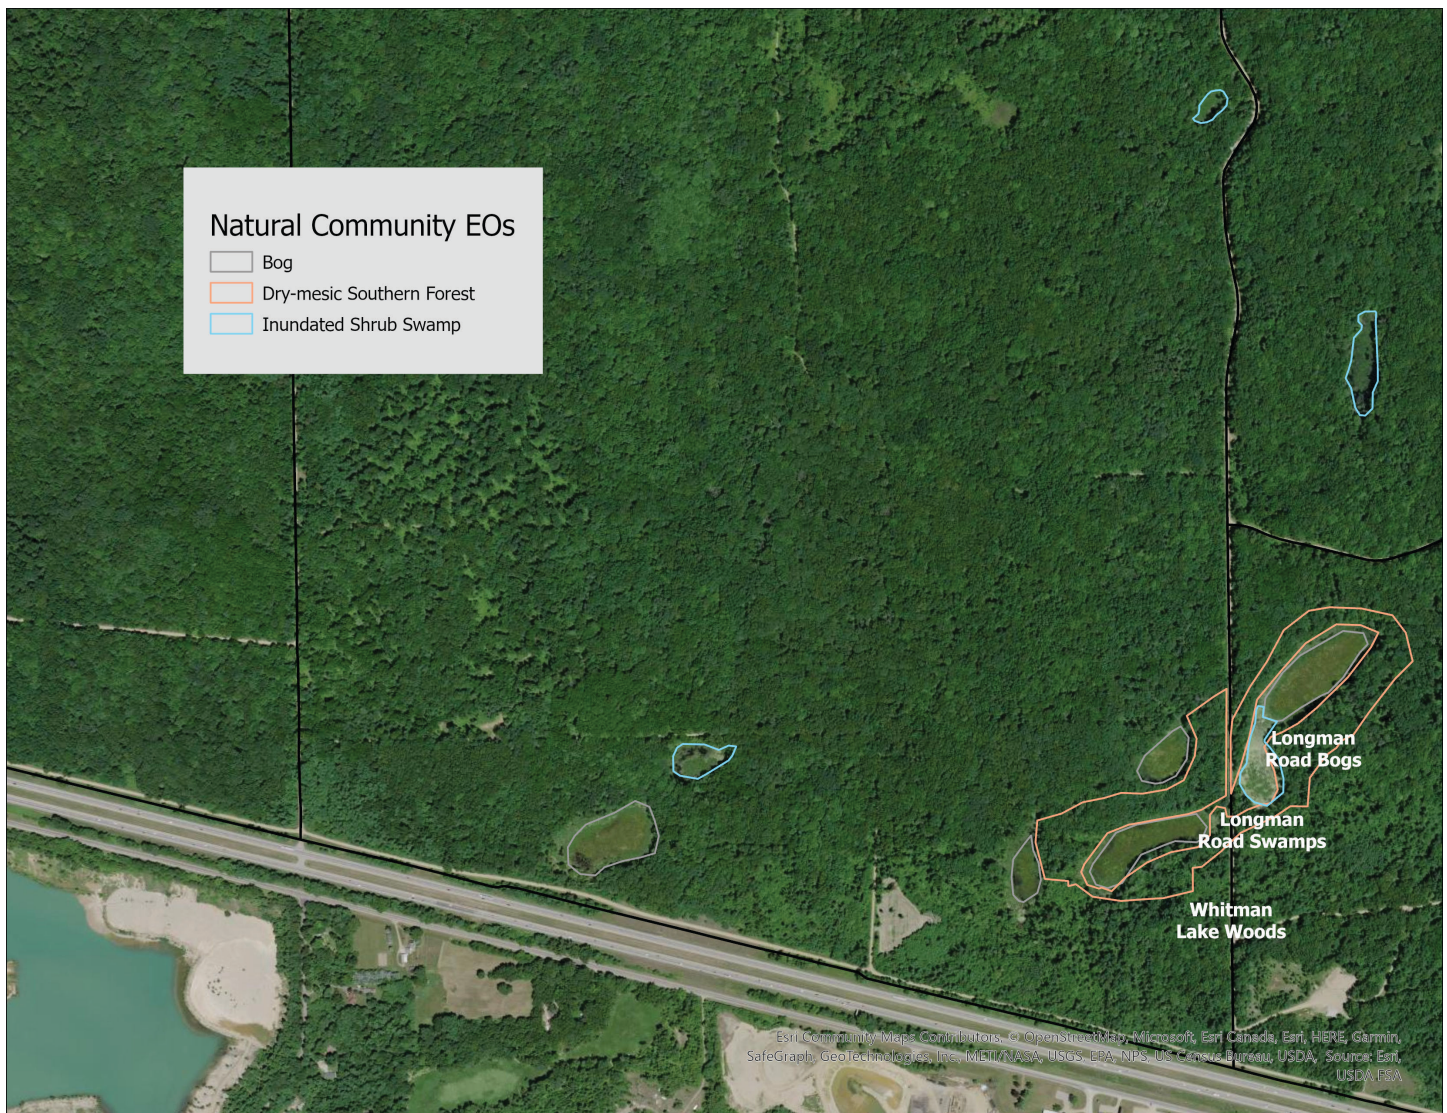 Natural Community EOs
Bog
Dry-mesic Southern Forest
Inundated Shrub Swamp
Longman
Road Bogs
Longman
Road Swamps
Whitman
Lake Woods
Esri Community Maps Contributors, © OpenStreetMap, Microsoft, Esri Canada, Esri, HERE, Garmin,
SafeGraph, GeoTechnologies, Inc, METI/NASA, USGS, EPA, NPS, US Census Bureau, USDA, Source: Esri,
USDA FSA